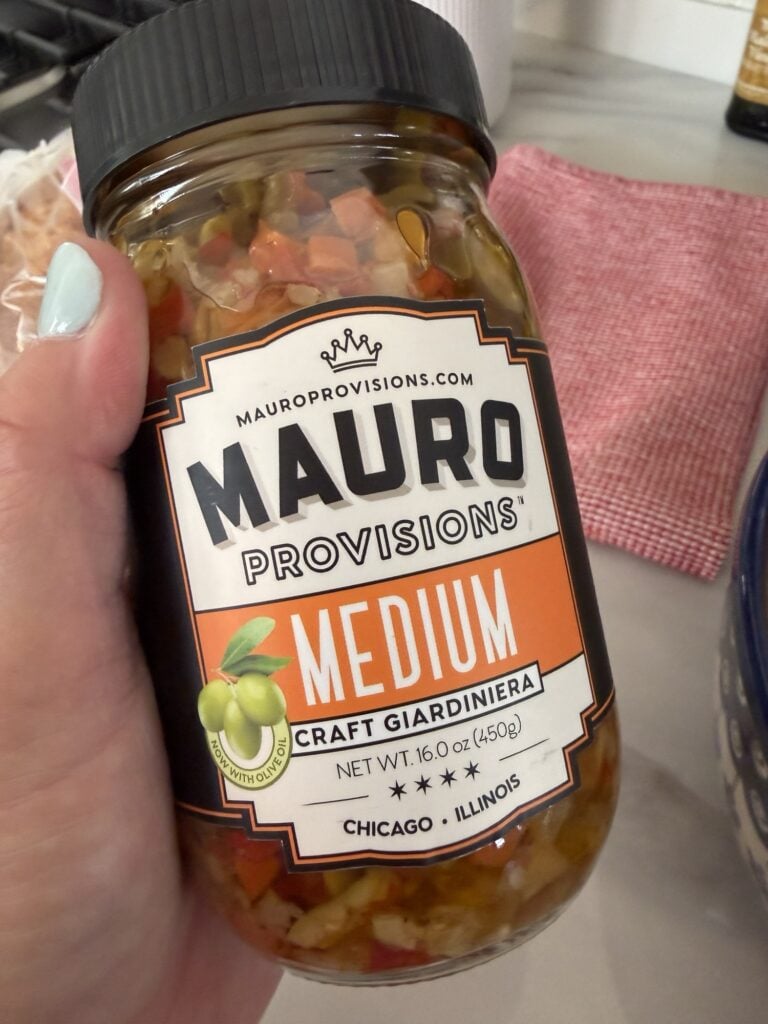 MAUROPROVISIONS.COM
MAURO
PROVISIONS™
MEDIUM
CRAFT GIARDINIERA
NOW WITH OLIVE OIL
NET WT. 16.0 oz (450g)
CHICAGO • ILLINOIS